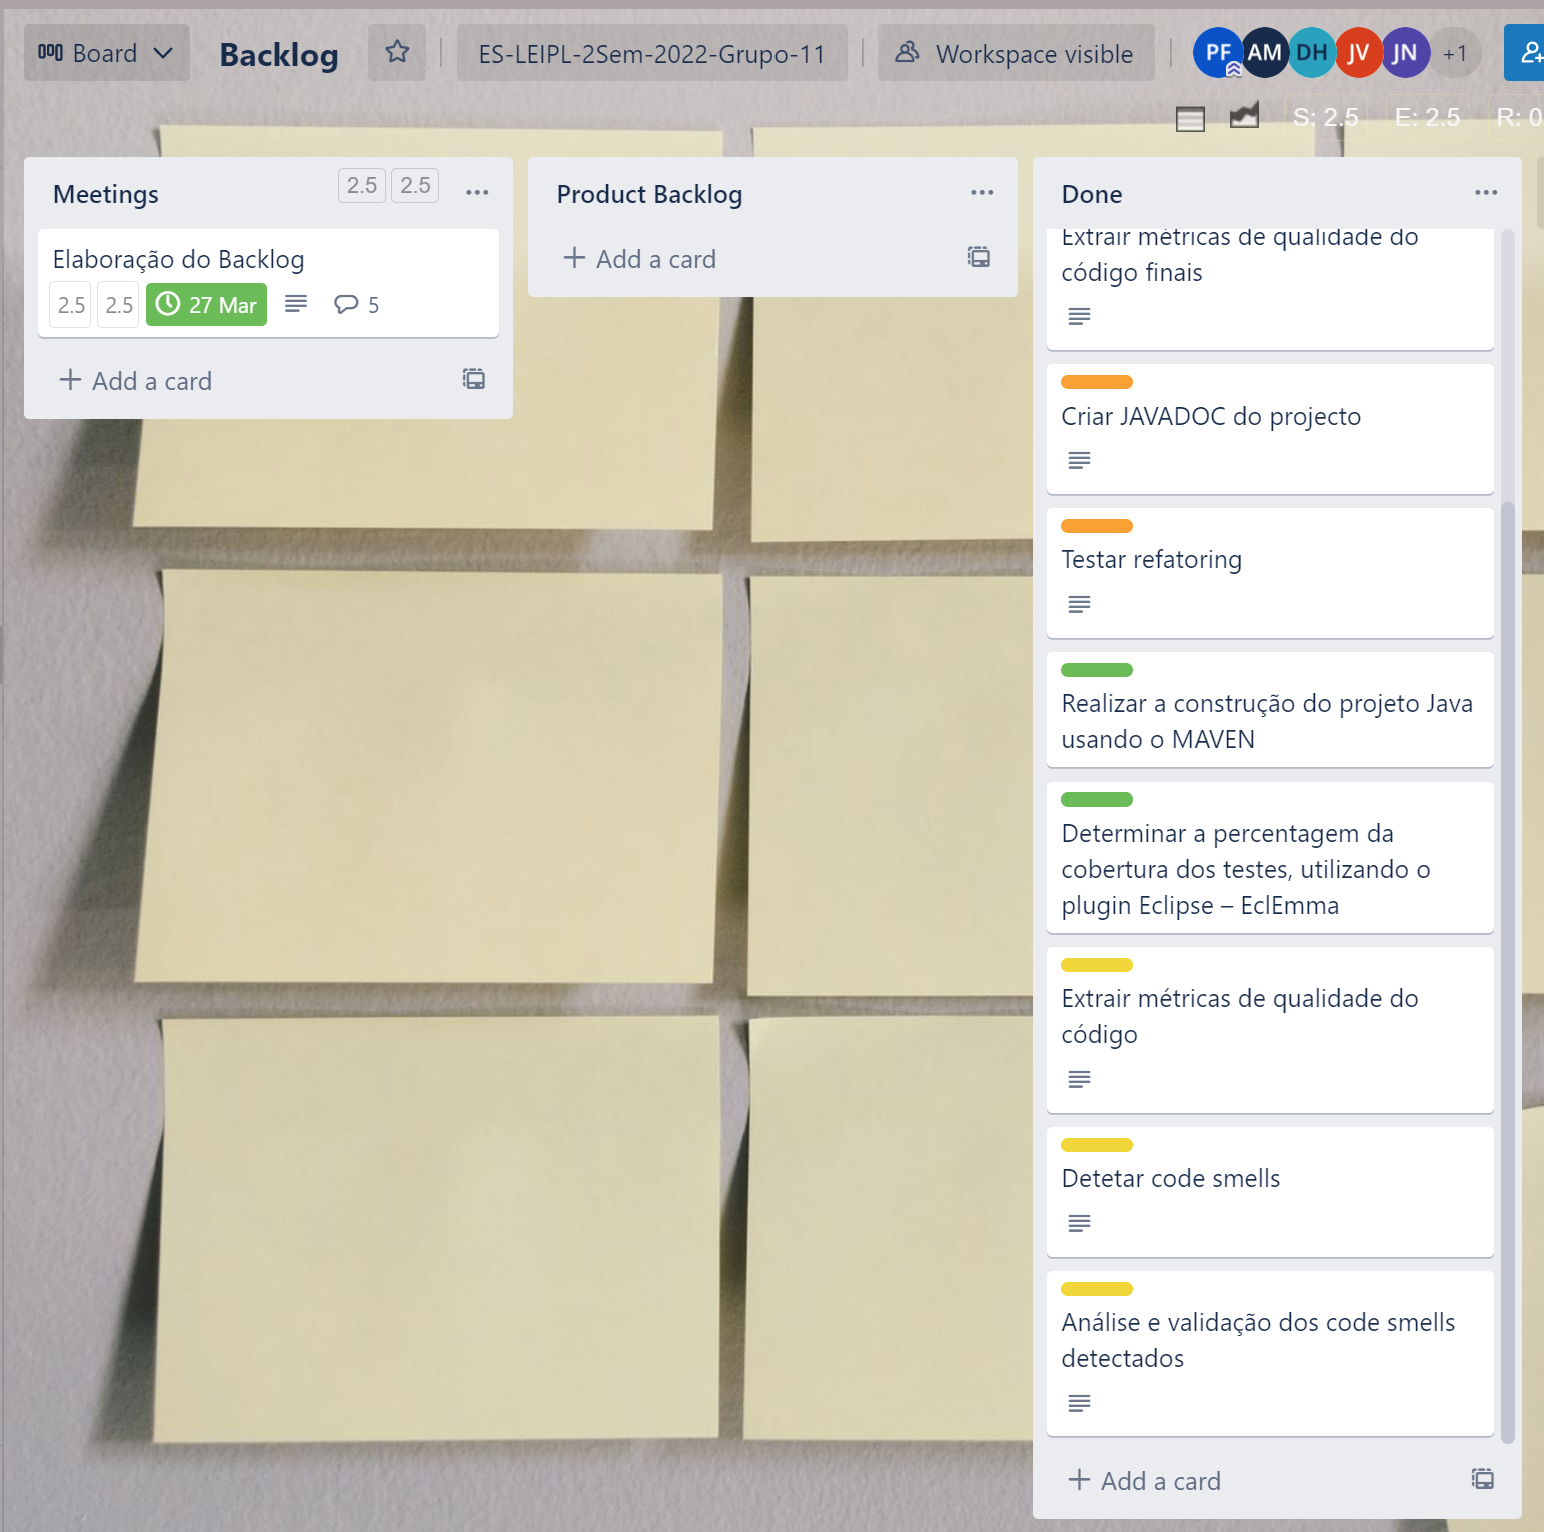 Board
Backlog
ES-LEIPL-2Sem-2022-Grupo-11
Workspace visible
PF AM DH JV JN +1
S: 2.5 E: 2.5 R: 0
Meetings 2.5 2.5
Elaboração do Backlog
2.5 2.5 27 Mar 5
Add a card
Product Backlog
Add a card
Done
Extrair métricas de qualidade do
código finais
Criar JAVADOC do projecto
Testar refatoring
Realizar a construção do projeto Java
usando o MAVEN
Determinar a percentagem da
cobertura dos testes, utilizando o
plugin Eclipse – EclEmma
Extrair métricas de qualidade do
código
Detetar code smells
Análise e validação dos code smells
detectados
Add a card